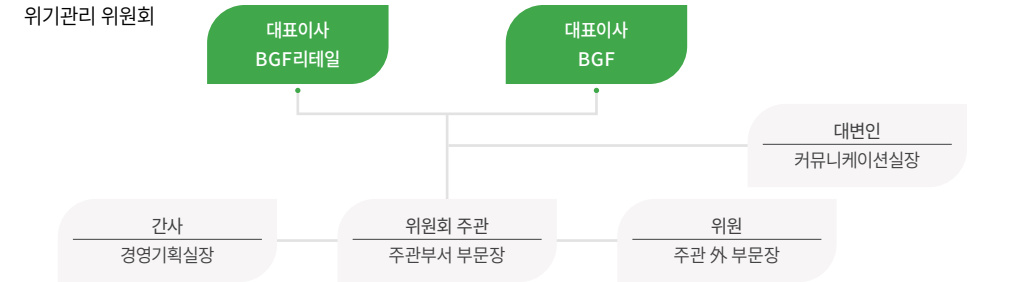 위기관리 위원회
대표이사
BGF리테일
대표이사
BGF
대변인
커뮤니케이션실장
간사
경영기획실장
위원회 주관
주관부서 부문장
위원
주관 外 부문장